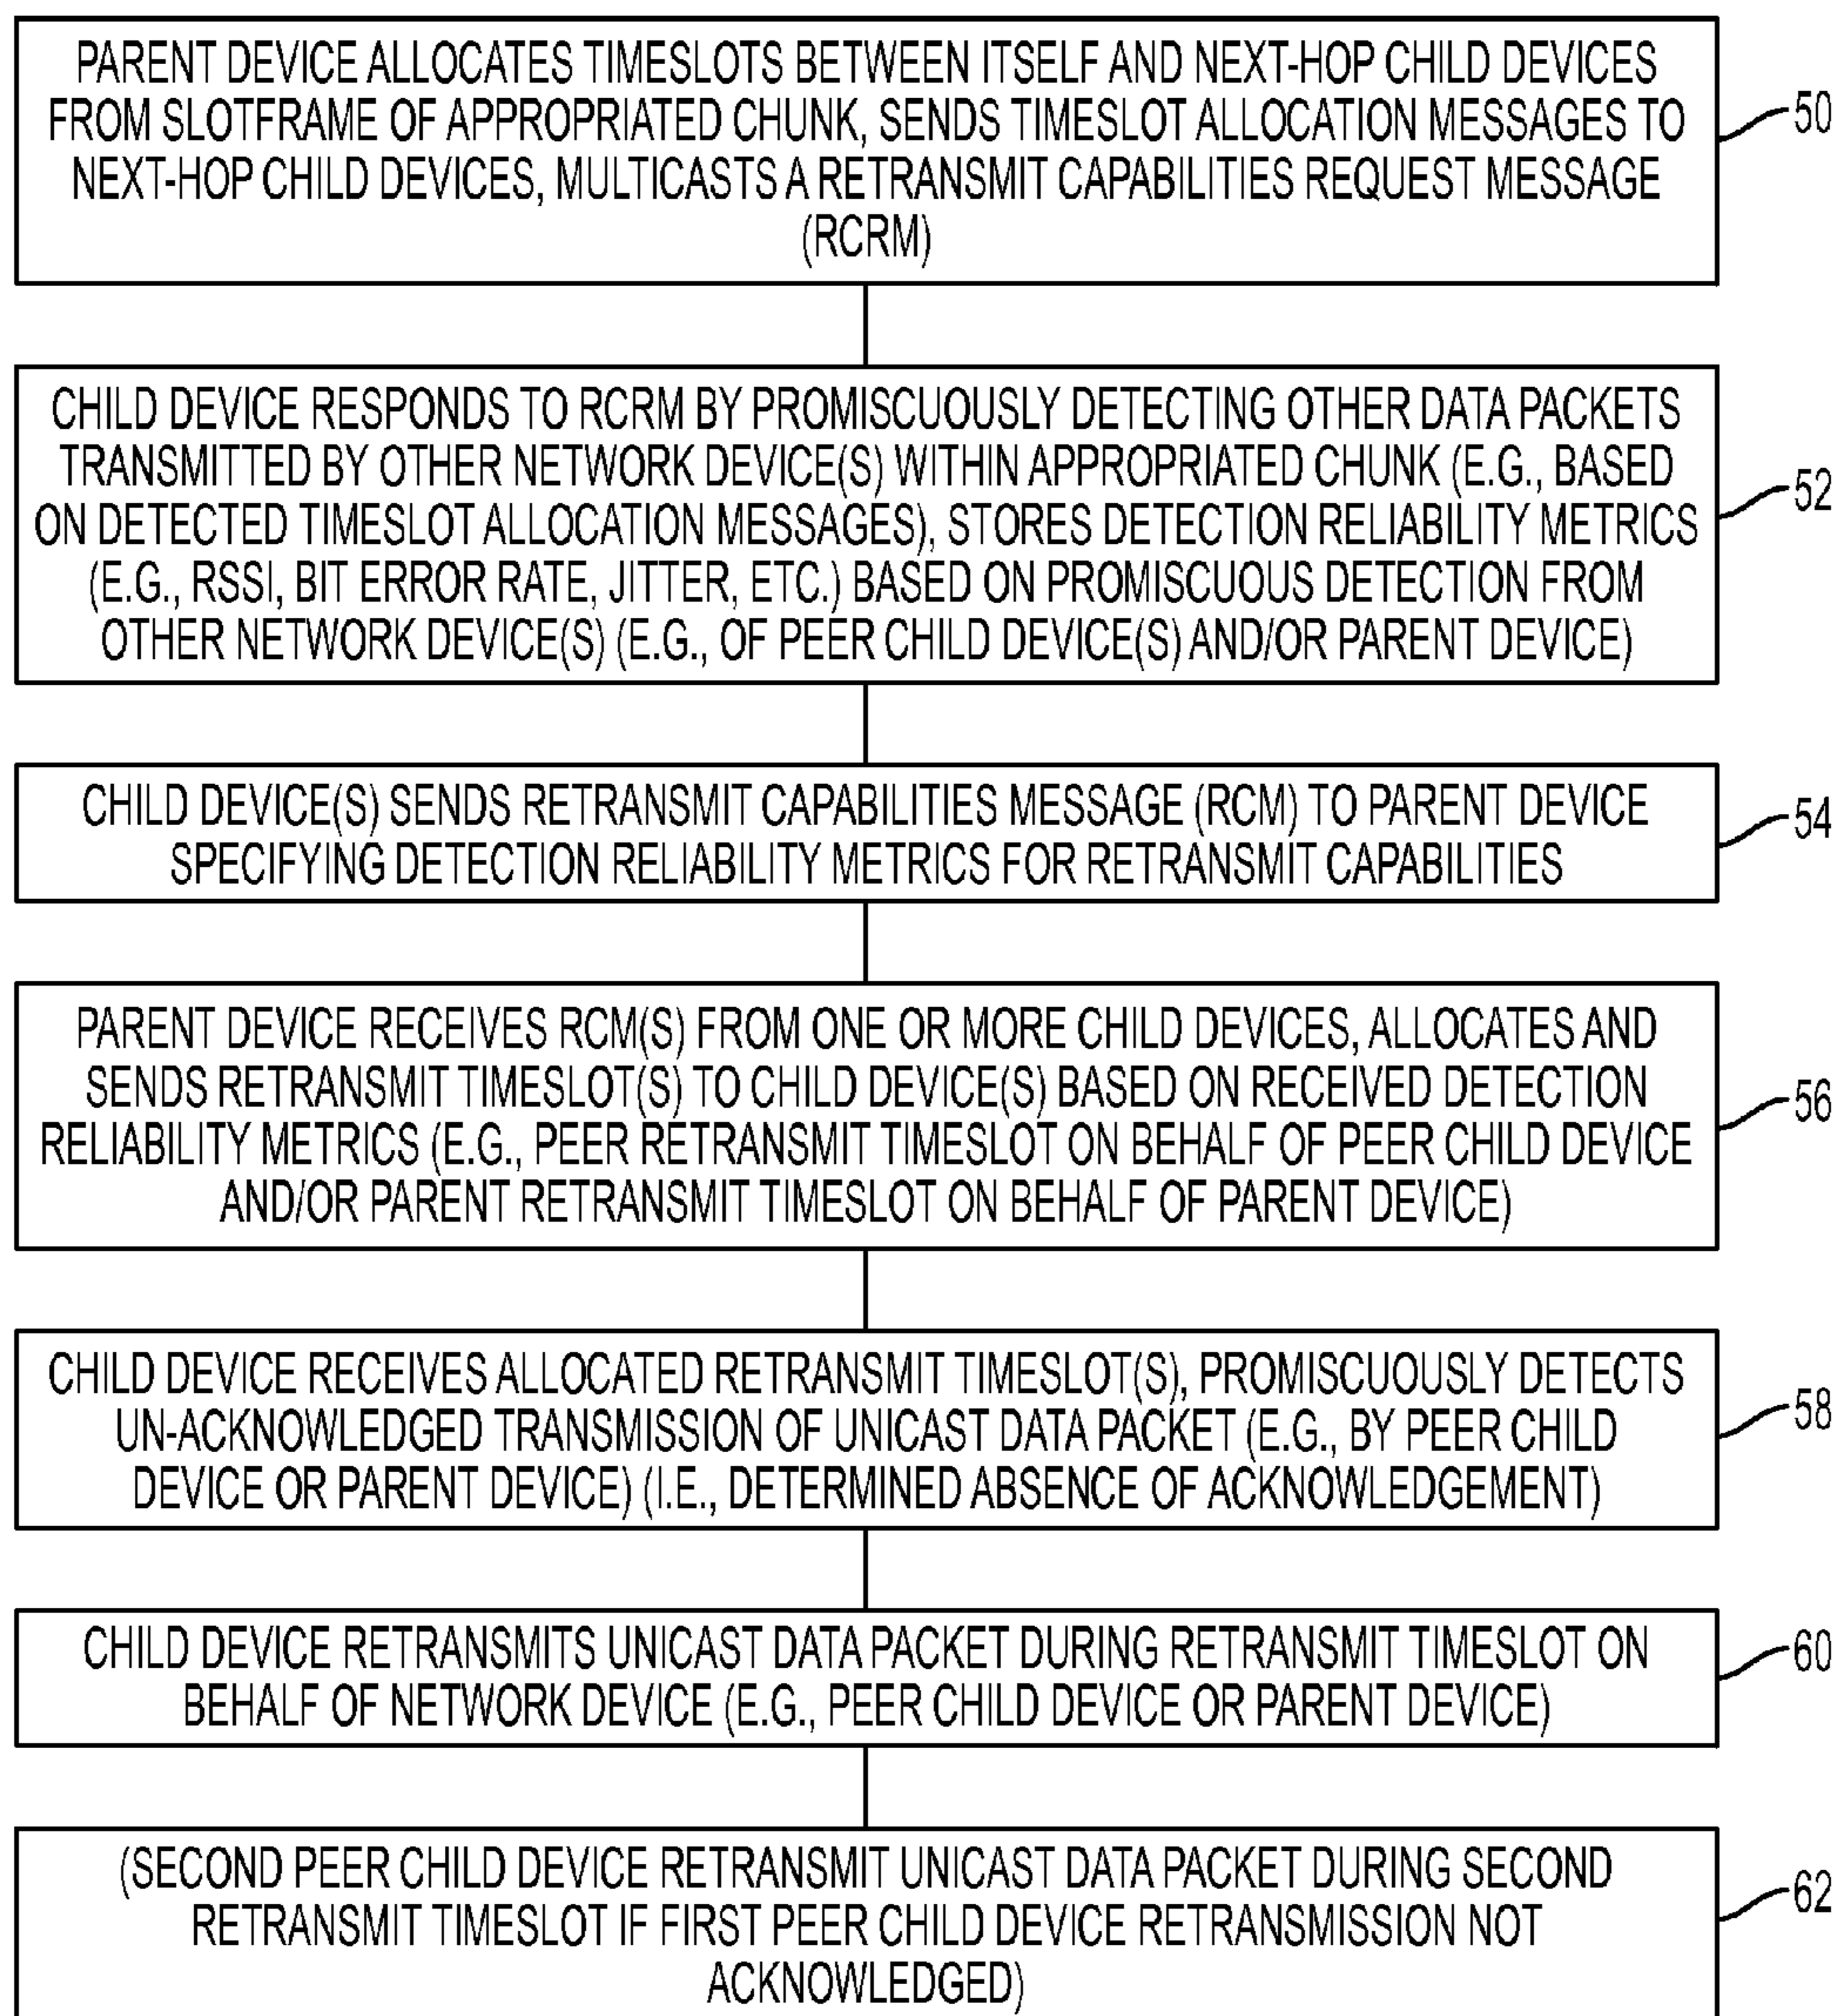 PARENT DEVICE ALLOCATES TIMESLOTS BETWEEN ITSELF AND NEXT-HOP CHILD DEVICES
FROM SLOTFRAME OF APPROPRIATED CHUNK, SENDS TIMESLOT ALLOCATION MESSAGES TO
NEXT-HOP CHILD DEVICES, MULTICASTS A RETRANSMIT CAPABILITIES REQUEST MESSAGE
(RCRM)
50
CHILD DEVICE RESPONDS TO RCRM BY PROMISCUOUSLY DETECTING OTHER DATA PACKETS
TRANSMITTED BY OTHER NETWORK DEVICE(S) WITHIN APPROPRIATED CHUNK (E.G., BASED
ON DETECTED TIMESLOT ALLOCATION MESSAGES), STORES DETECTION RELIABILITY METRICS
(E.G., RSSI, BIT ERROR RATE, JITTER, ETC.) BASED ON PROMISCUOUS DETECTION FROM
OTHER NETWORK DEVICE(S) (E.G., OF PEER CHILD DEVICE(S) AND/OR PARENT DEVICE)
52
CHILD DEVICE(S) SENDS RETRANSMIT CAPABILITIES MESSAGE (RCM) TO PARENT DEVICE
SPECIFYING DETECTION RELIABILITY METRICS FOR RETRANSMIT CAPABILITIES
54
PARENT DEVICE RECEIVES RCM(S) FROM ONE OR MORE CHILD DEVICES, ALLOCATES AND
SENDS RETRANSMIT TIMESLOT(S) TO CHILD DEVICE(S) BASED ON RECEIVED DETECTION
RELIABILITY METRICS (E.G., PEER RETRANSMIT TIMESLOT ON BEHALF OF PEER CHILD DEVICE
AND/OR PARENT RETRANSMIT TIMESLOT ON BEHALF OF PARENT DEVICE)
56
CHILD DEVICE RECEIVES ALLOCATED RETRANSMIT TIMESLOT(S), PROMISCUOUSLY DETECTS
UN-ACKNOWLEDGED TRANSMISSION OF UNICAST DATA PACKET (E.G., BY PEER CHILD
DEVICE OR PARENT DEVICE) (I.E., DETERMINED ABSENCE OF ACKNOWLEDGEMENT)
58
CHILD DEVICE RETRANSMITS UNICAST DATA PACKET DURING RETRANSMIT TIMESLOT ON
BEHALF OF NETWORK DEVICE (E.G., PEER CHILD DEVICE OR PARENT DEVICE)
60
(SECOND PEER CHILD DEVICE RETRANSMIT UNICAST DATA PACKET DURING SECOND
RETRANSMIT TIMESLOT IF FIRST PEER CHILD DEVICE RETRANSMISSION NOT
ACKNOWLEDGED)
62